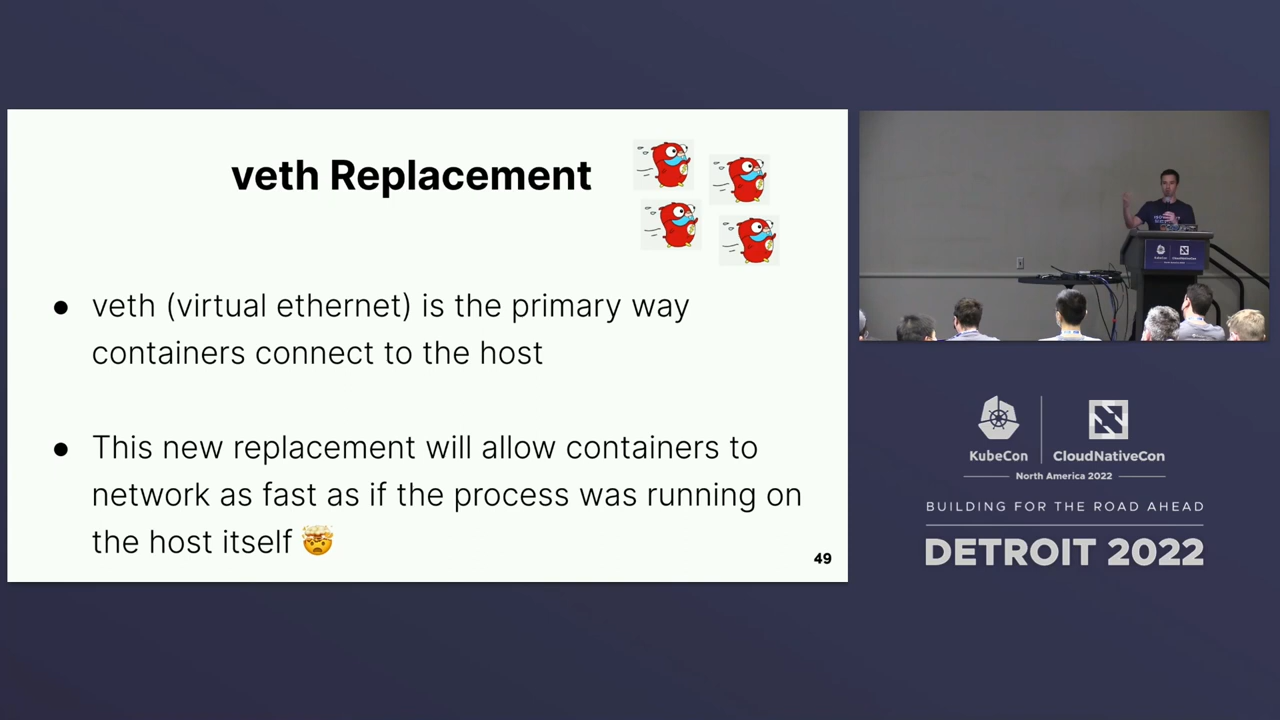 veth Replacement
● veth (virtual ethernet) is the primary way
containers connect to the host
● This new replacement will allow containers to
network as fast as if the process was running on
the host itself 🤯
49
KubeCon
CloudNativeCon
KubeCon
CloudNativeCon
North America 2022
BUILDING FOR THE ROAD AHEAD
DETROIT 2022